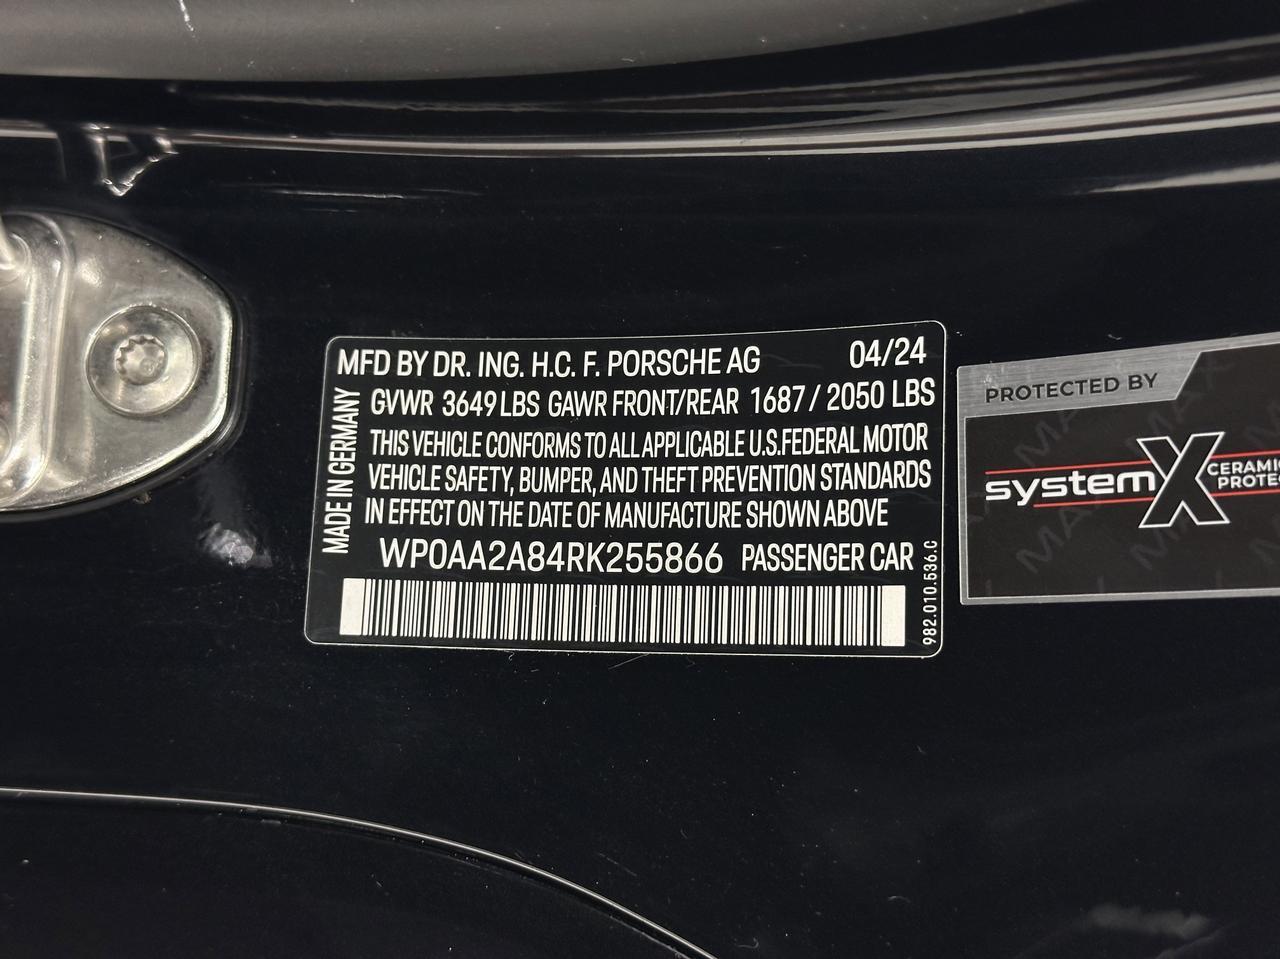 MFD BY DR. ING. H.C. F. PORSCHE AG 04/24
GVWR 3649 LBS GAWR FRONT/REAR 1687 / 2050 LBS
THIS VEHICLE CONFORMS TO ALL APPLICABLE U.S.FEDERAL MOTOR
VEHICLE SAFETY, BUMPER, AND THEFT PREVENTION STANDARDS
IN EFFECT ON THE DATE OF MANUFACTURE SHOWN ABOVE
WP0AA2A84RK255866 PASSENGER CAR
MADE IN GERMANY
982.010.536.C
PROTECTED BY
systemX